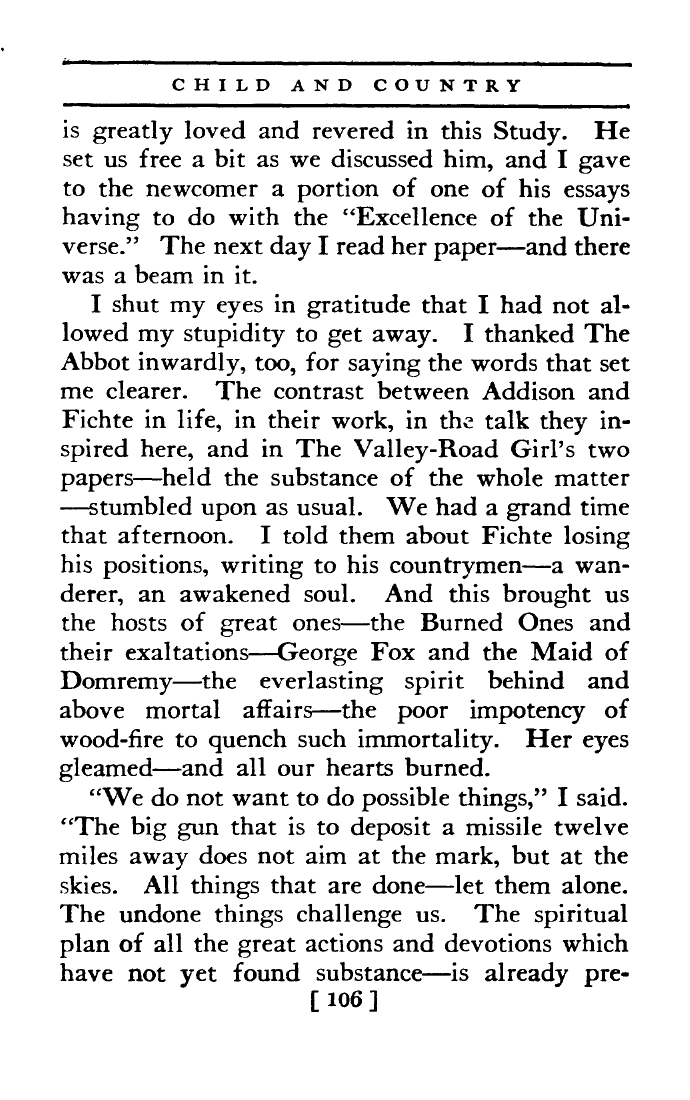 CHILD AND COUNTRY
is greatly loved and revered in this Study. He
set us free a bit as we discussed him, and I gave
to the newcomer a portion of one of his essays
having to do with the “Excellence of the Uni-
verse.” The next day I read her paper—and there
was a beam in it.
I shut my eyes in gratitude that I had not al-
lowed my stupidity to get away. I thanked The
Abbot inwardly, too, for saying the words that set
me clearer. The contrast between Addison and
Fichte in life, in their work, in the talk they in-
spired here, and in The Valley-Road Girl’s two
papers—held the substance of the whole matter
—stumbled upon as usual. We had a grand time
that afternoon. I told them about Fichte losing
his positions, writing to his countrymen—a wan-
derer, an awakened soul. And this brought us
the hosts of great ones—the Burned Ones and
their exaltations—George Fox and the Maid of
Domremy—the everlasting spirit behind and
above mortal affairs—the poor impotency of
wood-fire to quench such immortality. Her eyes
gleamed—and all our hearts burned.
“We do not want to do possible things,” I said.
“The big gun that is to deposit a missile twelve
miles away does not aim at the mark, but at the
skies. All things that are done—let them alone.
The undone things challenge us. The spiritual
plan of all the great actions and devotions which
have not yet found substance—is already pre-
[ 106 ]